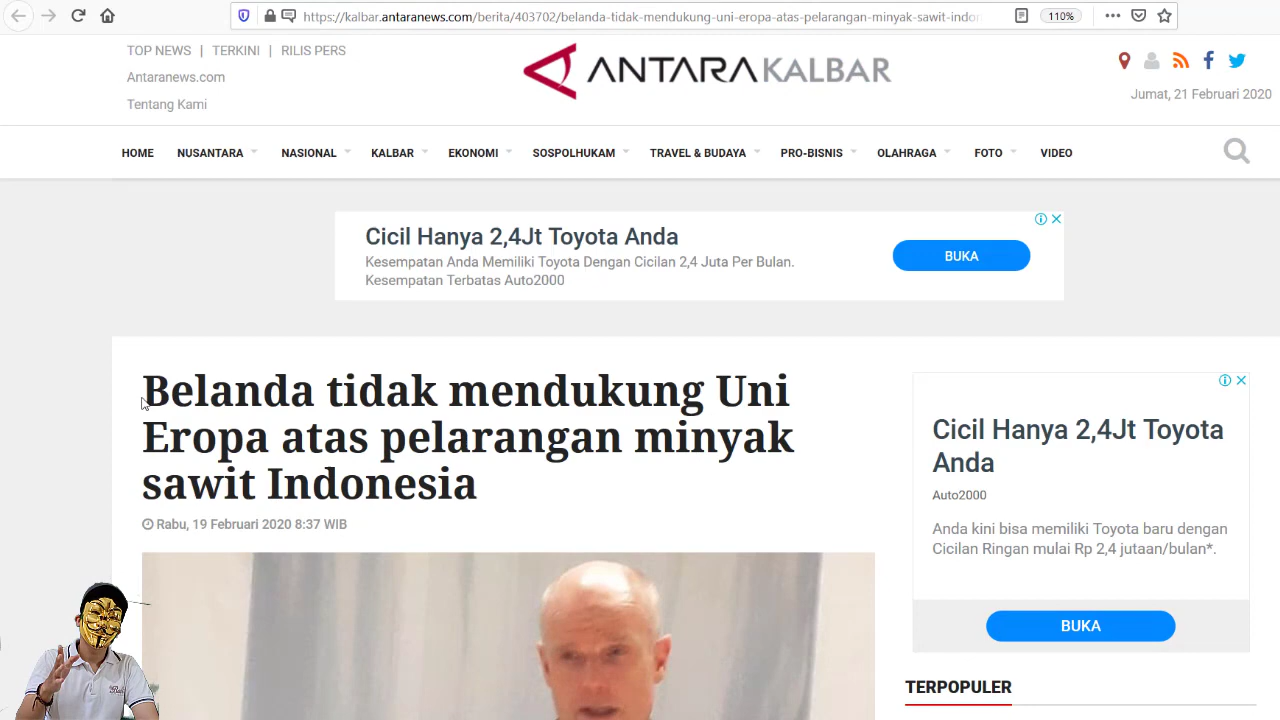 https://kalbar.antaranews.com/berita/403702/belanda-tidak-mendukung-uni-eropa-atas-pelarangan-minyak-sawit-indo
110%
TOP NEWS | TERKINI | RILIS PERS
Antaranews.com
Tentang Kami
ANTARA KALBAR
Jumat, 21 Februari 2020
HOME NUSANTARA NASIONAL KALBAR EKONOMI SOSPOLHUKAM TRAVEL & BUDAYA PRO-BISNIS OLAHRAGA FOTO VIDEO
Cicil Hanya 2,4Jt Toyota Anda
Kesempatan Anda Memiliki Toyota Dengan Cicilan 2,4 Juta Per Bulan.
Kesempatan Terbatas Auto2000
BUKA
Belanda tidak mendukung Uni
Eropa atas pelarangan minyak
sawit Indonesia
Rabu, 19 Februari 2020 8:37 WIB
Cicil Hanya 2,4Jt Toyota
Anda
Auto2000
Anda kini bisa memiliki Toyota baru dengan
Cicilan Ringan mulai Rp 2,4 jutaan/bulan*.
BUKA
TERPOPULER